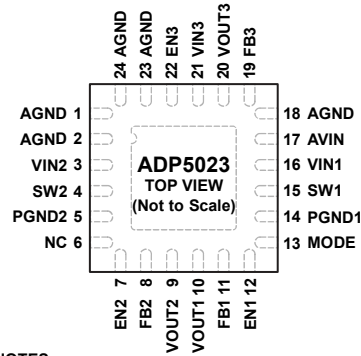 24 AGND
23 AGND
22 EN3
21 VIN3
20 VOUT3
19 FB3
AGND 1
AGND 2
VIN2 3
SW2 4
PGND2 5
NC 6
ADP5023
TOP VIEW
(Not to Scale)
18 AGND
17 AVIN
16 VIN1
15 SW1
14 PGND1
13 MODE
EN2 7
FB2 8
VOUT2 9
VOUT1 10
FB1 11
EN1 12